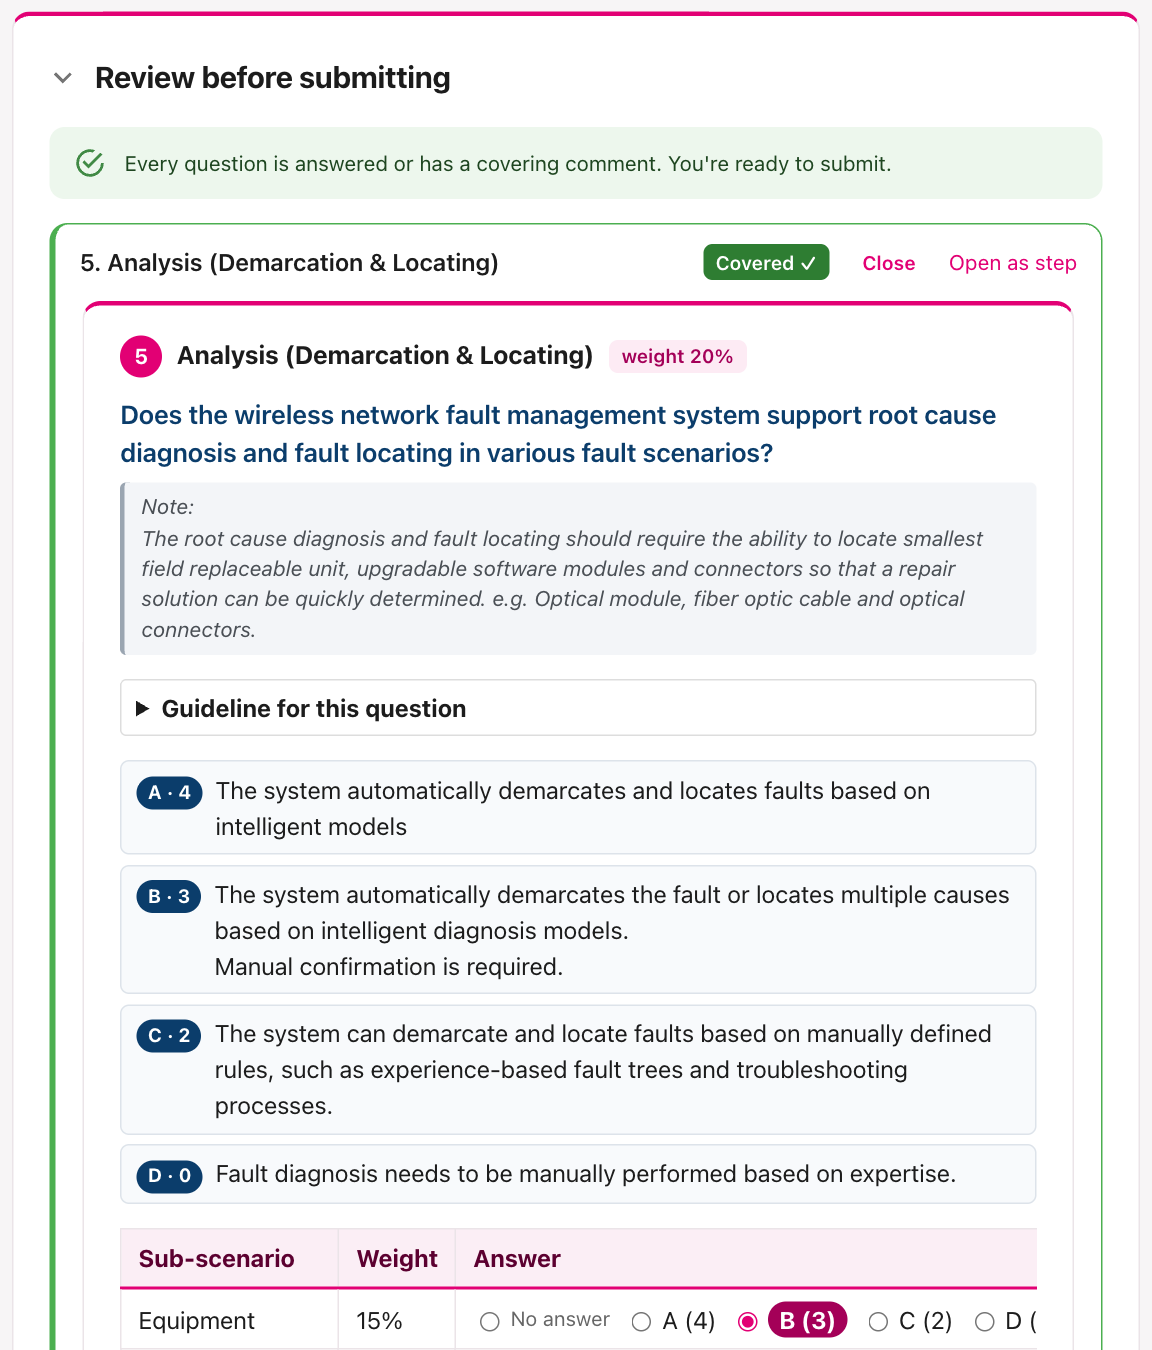 Review before submitting
Every question is answered or has a covering comment. You're ready to submit.
5. Analysis (Demarcation & Locating)
Covered ✓
Close
Open as step
5
Analysis (Demarcation & Locating)
weight 20%
Does the wireless network fault management system support root cause
diagnosis and fault locating in various fault scenarios?
Note:
The root cause diagnosis and fault locating should require the ability to locate smallest
field replaceable unit, upgradable software modules and connectors so that a repair
solution can be quickly determined. e.g. Optical module, fiber optic cable and optical
connectors.
Guideline for this question
A · 4
The system automatically demarcates and locates faults based on
intelligent models
B · 3
The system automatically demarcates the fault or locates multiple causes
based on intelligent diagnosis models.
Manual confirmation is required.
C · 2
The system can demarcate and locate faults based on manually defined
rules, such as experience-based fault trees and troubleshooting
processes.
D · 0
Fault diagnosis needs to be manually performed based on expertise.
Sub-scenario
Weight
Answer
Equipment
15%
No answer
A (4)
B (3)
C (2)
D (